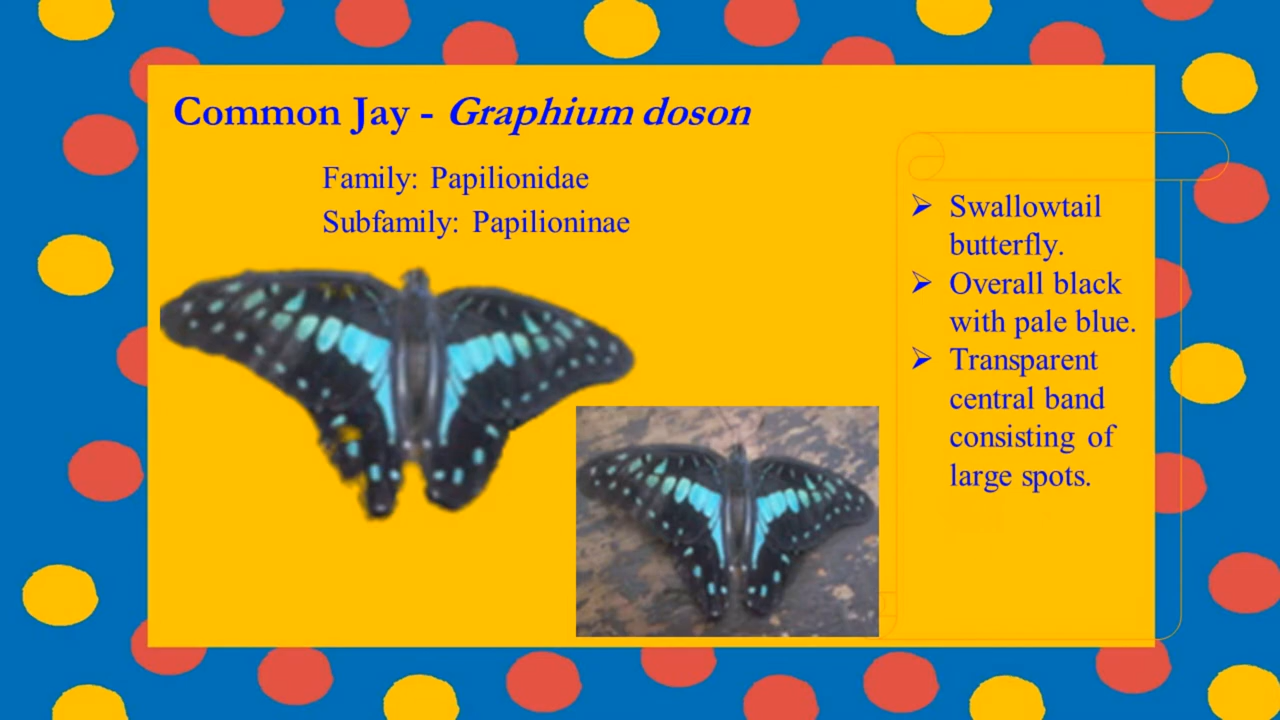 Common Jay - Graphium doson
Family: Papilionidae
Subfamily: Papilioninae
➢ Swallowtail
butterfly.
➢ Overall black
with pale blue.
➢ Transparent
central band
consisting of
large spots.